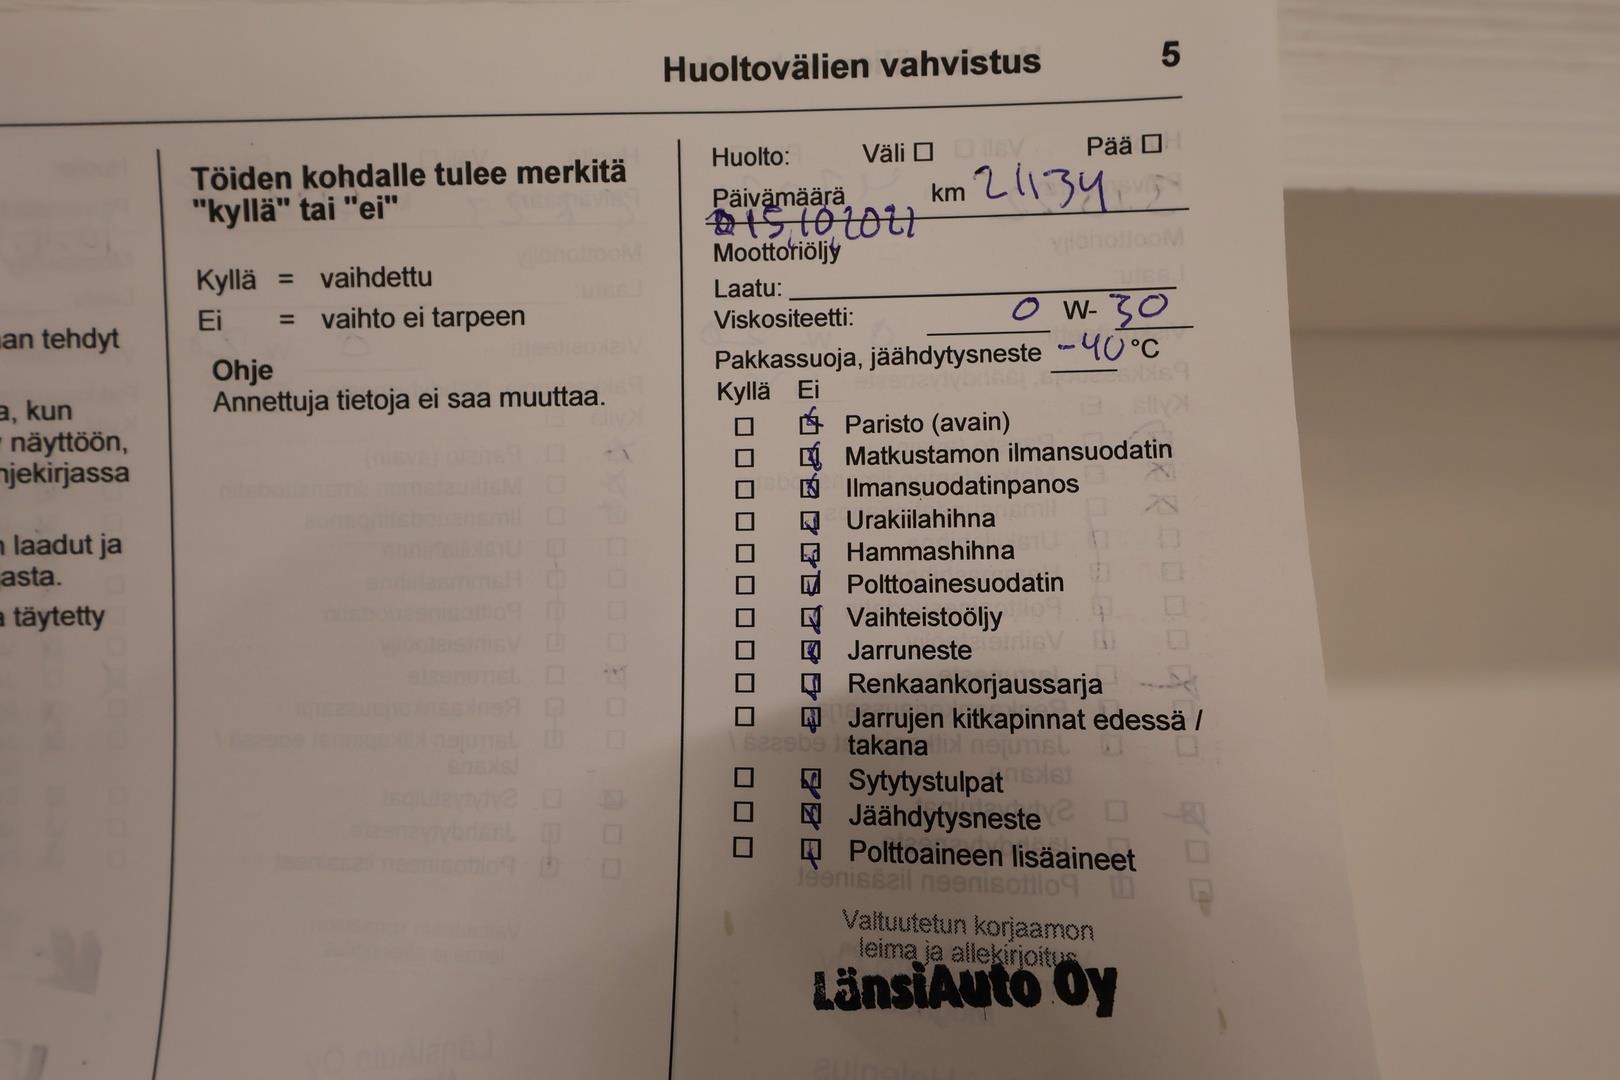 Huoltovälien vahvistus 5
an tehdyt
a, kun
näyttöön,
hjekirjassa
n laadut ja
asta.
a täytetty
Töiden kohdalle tulee merkitä
"kyllä" tai "ei"
Kyllä = vaihdettu
Ei = vaihto ei tarpeen
Ohje
Annettuja tietoja ei saa muuttaa.
Huolto: Väli Pää
Päivämäärä km 21134
15.10.2021
Moottoriöljy
Laatu:
Viskositeetti: 0 W- 30
Pakkassuoja, jäähdytysneste -40 °C
Kyllä Ei
Paristo (avain)
Matkustamon ilmansuodatin
Ilmansuodatinpanos
Urakiilahihna
Hammashihna
Polttoainesuodatin
Vaihteistoöljy
Jarruneste
Renkaankorjaussarja
Jarrujen kitkapinnat edessä /
takana
Sytytystulpat
Jäähdytysneste
Polttoaineen lisäaineet
Valtuutetun korjaamon
leima ja allekirjoitus
LänsiAuto Oy